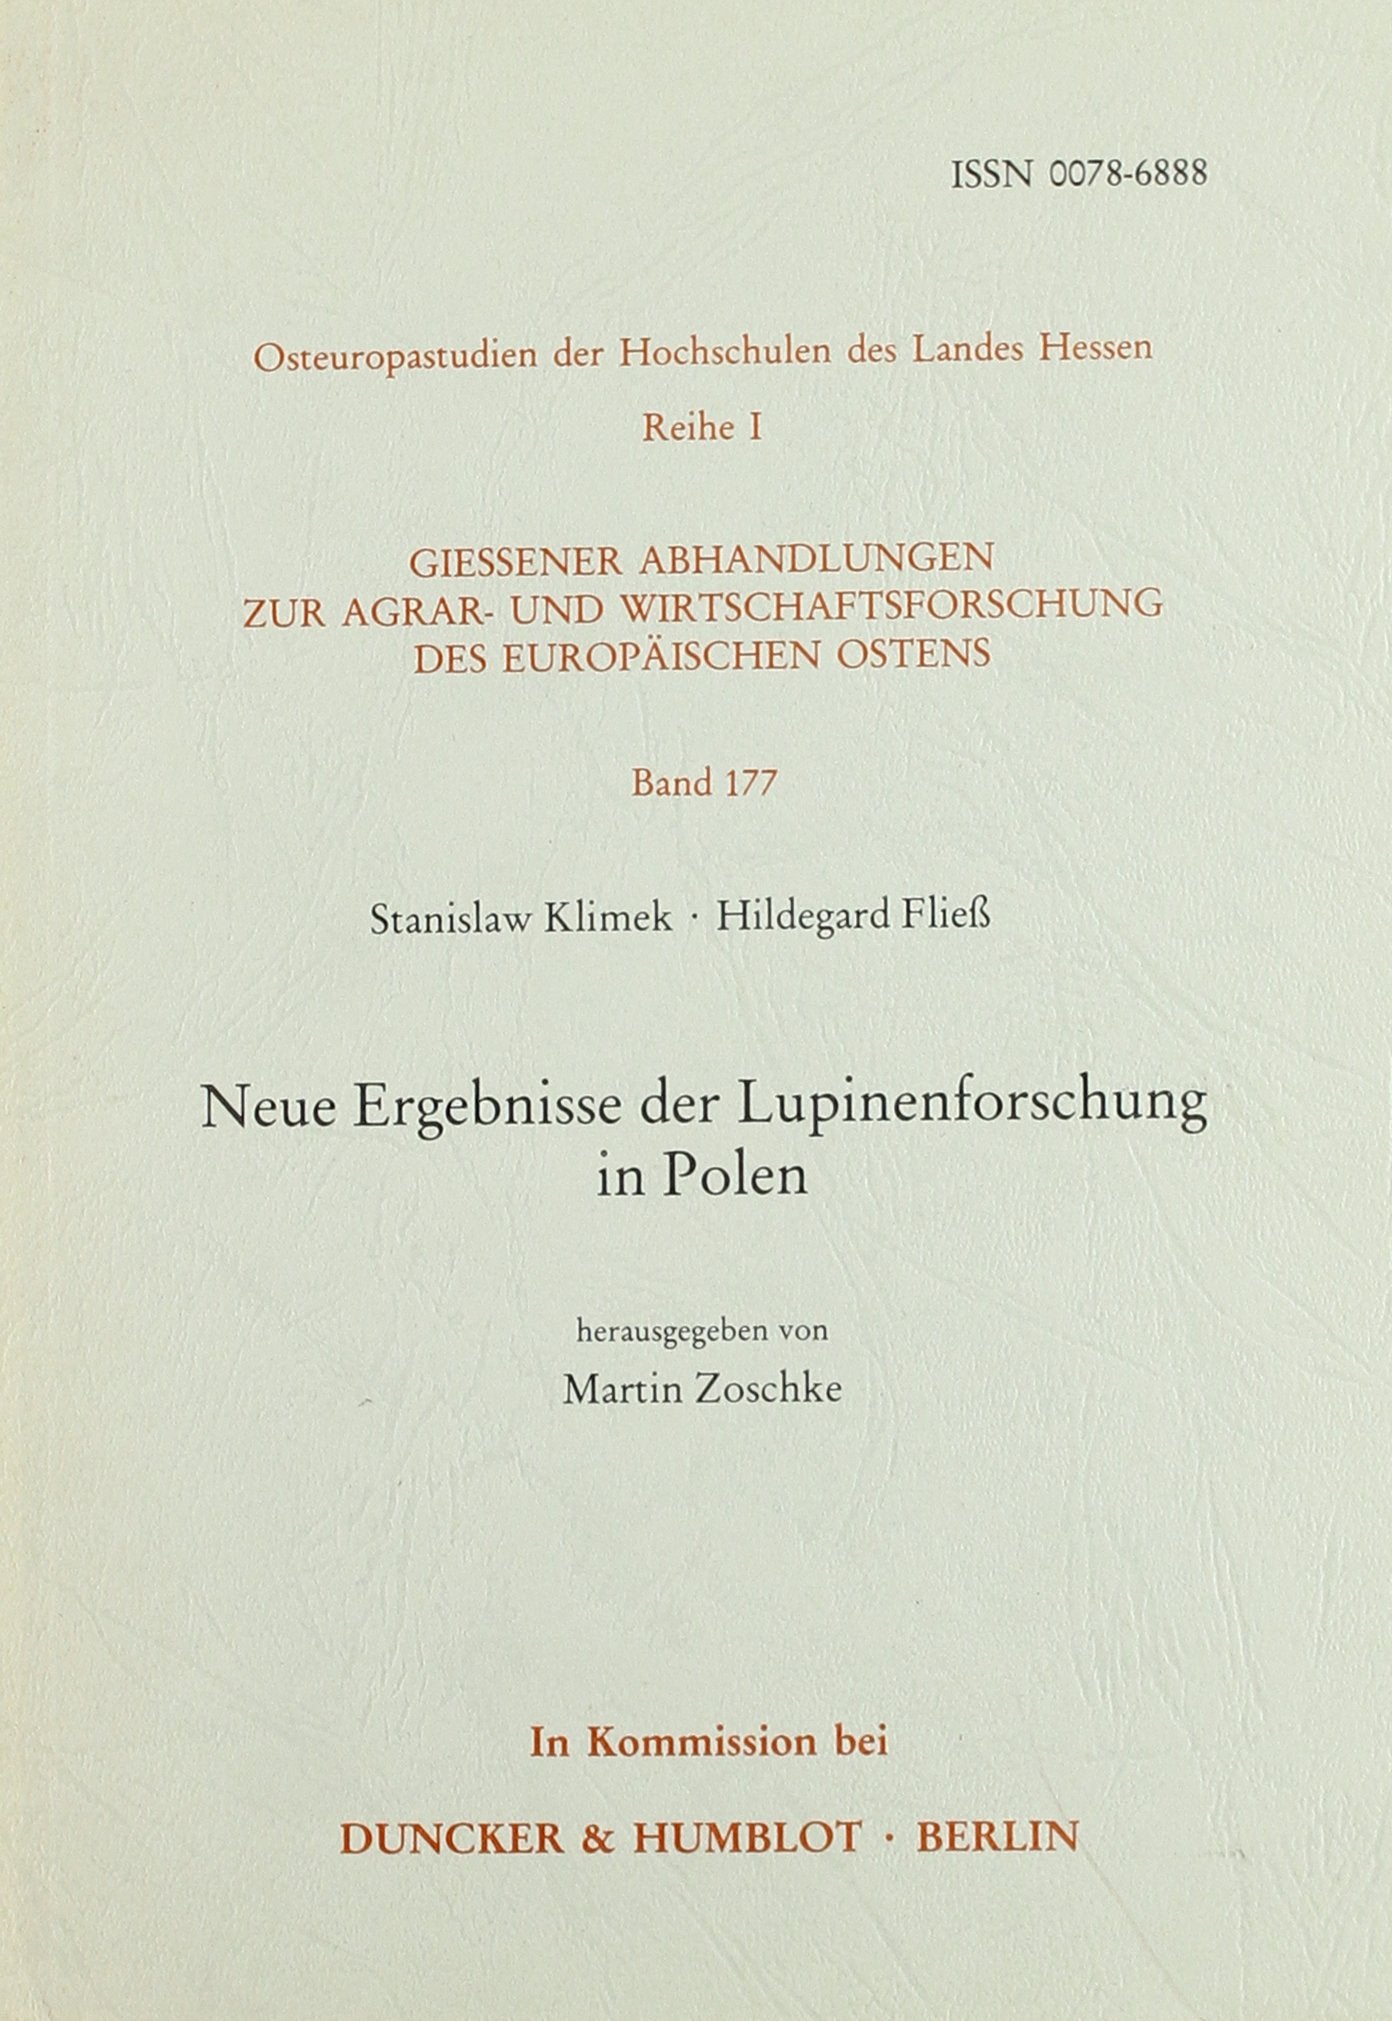 ISSN 0078-6888
Osteuropastudien der Hochschulen des Landes Hessen
Reihe I
GIESSENER ABHANDLUNGEN
ZUR AGRAR- UND WIRTSCHAFTSFORSCHUNG
DES EUROPÄISCHEN OSTENS
Band 177
Stanislaw Klimek · Hildegard Fließ
Neue Ergebnisse der Lupinenforschung
in Polen
herausgegeben von
Martin Zoschke
In Kommission bei
DUNCKER & HUMBLOT · BERLIN